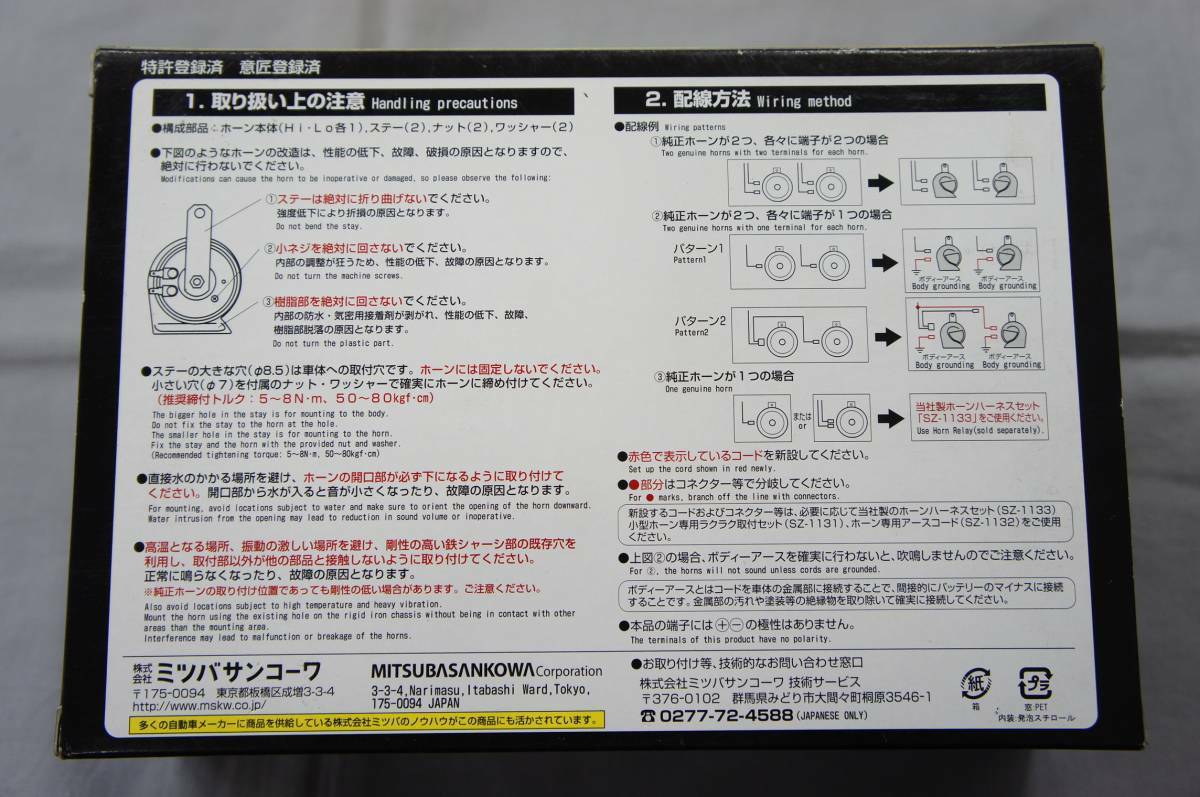 特許登録済 意匠登録済
1. 取り扱い上の注意 Handling precautions
●構成部品:ホーン本体(Hi・Lo各1),ステー(2),ナット(2),ワッシャー(2)
●下図のようなホーンの改造は、性能の低下、故障、破損の原因となりますので、
絶対に行わないでください。
Modifications can cause the horn to be inoperative or damaged, so please observe the following:
①ステーは絶対に折り曲げないでください。
強度低下により折損の原因となります。
Do not bend the stay.
②小ネジを絶対に回さないでください。
内部の調整が狂うため、性能の低下、故障の原因となります。
Do not turn the machine screws.
③樹脂部を絶対に回さないでください。
内部の防水・気密用接着剤が剥がれ、性能の低下、故障、
樹脂部脱落の原因となります。
Do not turn the plastic part.
●ステーの大きな穴(φ8.5)は車体への取付穴です。ホーンには固定しないでください。
小さい穴(φ7)を付属のナット・ワッシャーで確実にホーンに締め付けてください。
(推奨締付トルク:5~8N・m、50~80kgf・cm)
The bigger hole in the stay is for mounting to the body.
Do not fix the stay to the horn at the hole.
The smaller hole in the stay is for mounting to the horn.
Fix the stay and the horn with the provided nut and washer.
(Recommended tightening torque: 5~8N・m, 50~80kgf・cm)
●直接水のかかる場所を避け、ホーンの開口部が必ず下になるように取り付けて
ください。開口部から水が入ると音が小さくなったり、故障の原因となります。
For mounting, avoid locations subject to water and make sure to orient the opening of the horn downward.
Water intrusion from the opening may lead to reduction in sound volume or inoperative.
●高温となる場所、振動の激しい場所を避け、剛性の高い鉄シャーシ部の既存穴を
利用し、取付部以外が他の部品と接触しないように取り付けてください。
正常に鳴らなくなったり、故障の原因となります。
※純正ホーンの取り付け位置であっても剛性の低い場合があります。ご注意ください。
Also avoid locations subject to high temperature and heavy vibration.
Mount the horn using the existing hole on the rigid iron chassis without being in contact with other
areas than the mounting area.
Interference may lead to malfunction or breakage of the horns.
2. 配線方法 Wiring method
●配線例 Wiring patterns
①純正ホーンが2つ、各々に端子が2つの場合
Two genuine horns with two terminals for each horn.
②純正ホーンが2つ、各々に端子が1つの場合
Two genuine horns with one terminal for each horn.
パターン1
Pattern1
ボディーアース ボディーアース
Body grounding Body grounding
パターン2
Pattern2
ボディーアース ボディーアース
Body grounding Body grounding
③純正ホーンが1つの場合
One genuine horn
または
or
当社製ホーンハーネスセット
「SZ-1133」をご使用ください。
Use Horn Relay(sold separately).
●赤色で表示しているコードを新設してください。
Set up the cord shown in red newly.
●●部分はコネクター等で分岐してください。
For ● marks, branch off the line with connectors.
新設するコードおよびコネクター等は、必要に応じて当社製のホーンハーネスセット(SZ-1133)
小型ホーン専用ラクラク取付セット(SZ-1131)、ホーン専用アースコード(SZ-1132)をご使用
ください。
●上図②の場合、ボディーアースを確実に行わないと、吹鳴しませんのでご注意ください。
For ②, the horns will not sound unless cords are grounded.
ボディーアースとはコードを車体の金属部に接続することで、間接的にバッテリーのマイナスに接続
することです。金属部の汚れや塗装等の絶縁物を取り除いて確実に接続してください。
●本品の端子には⊕⊖の極性はありません。
The terminals of this product have no polarity.
株式会社 ミツバサンコーワ
〒175-0094 東京都板橋区成増3-3-4
http://www.mskw.co.jp/
MITSUBASANKOWA Corporation
3-3-4,Narimasu,Itabashi Ward,Tokyo,
175-0094 JAPAN
多くの自動車メーカーに商品を供給している株式会社ミツバのノウハウがこの商品にも活かされています。
●お取り付け等、技術的なお問い合わせ窓口
株式会社ミツバサンコーワ 技術サービス
〒376-0102 群馬県みどり市大間々町桐原3546-1
☎0277-72-4588 (JAPANESE ONLY)
紙
箱
プラ
窓:PET
内装:発泡スチロール